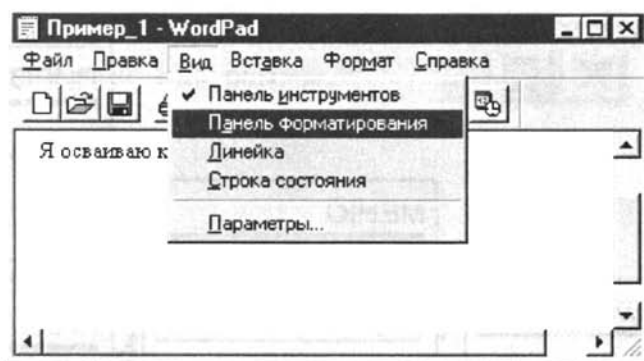 Пример_1 - WordPad
Файл Правка Вид Вставка Формат Справка
✔ Панель инструментов
Панель форматирования
Я осваиваю к
Линейка
Строка состояния
Параметры...